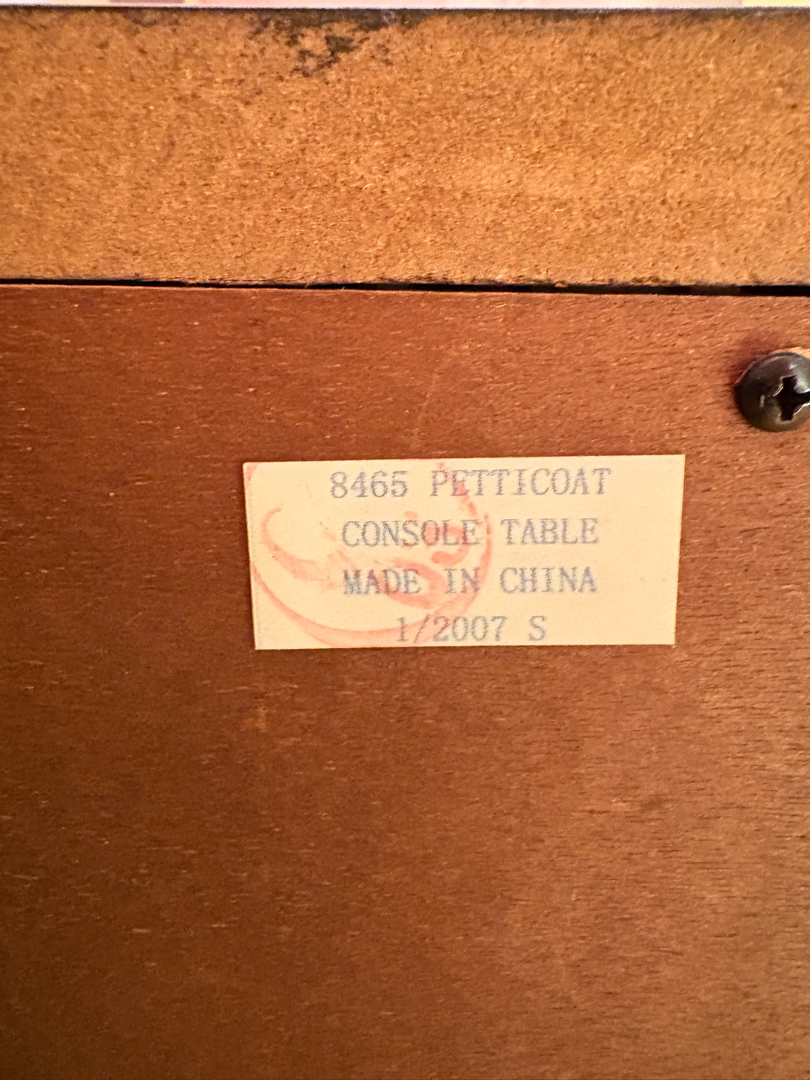 8465 PETTICOAT
CONSOLE TABLE
MADE IN CHINA
1/2007 S